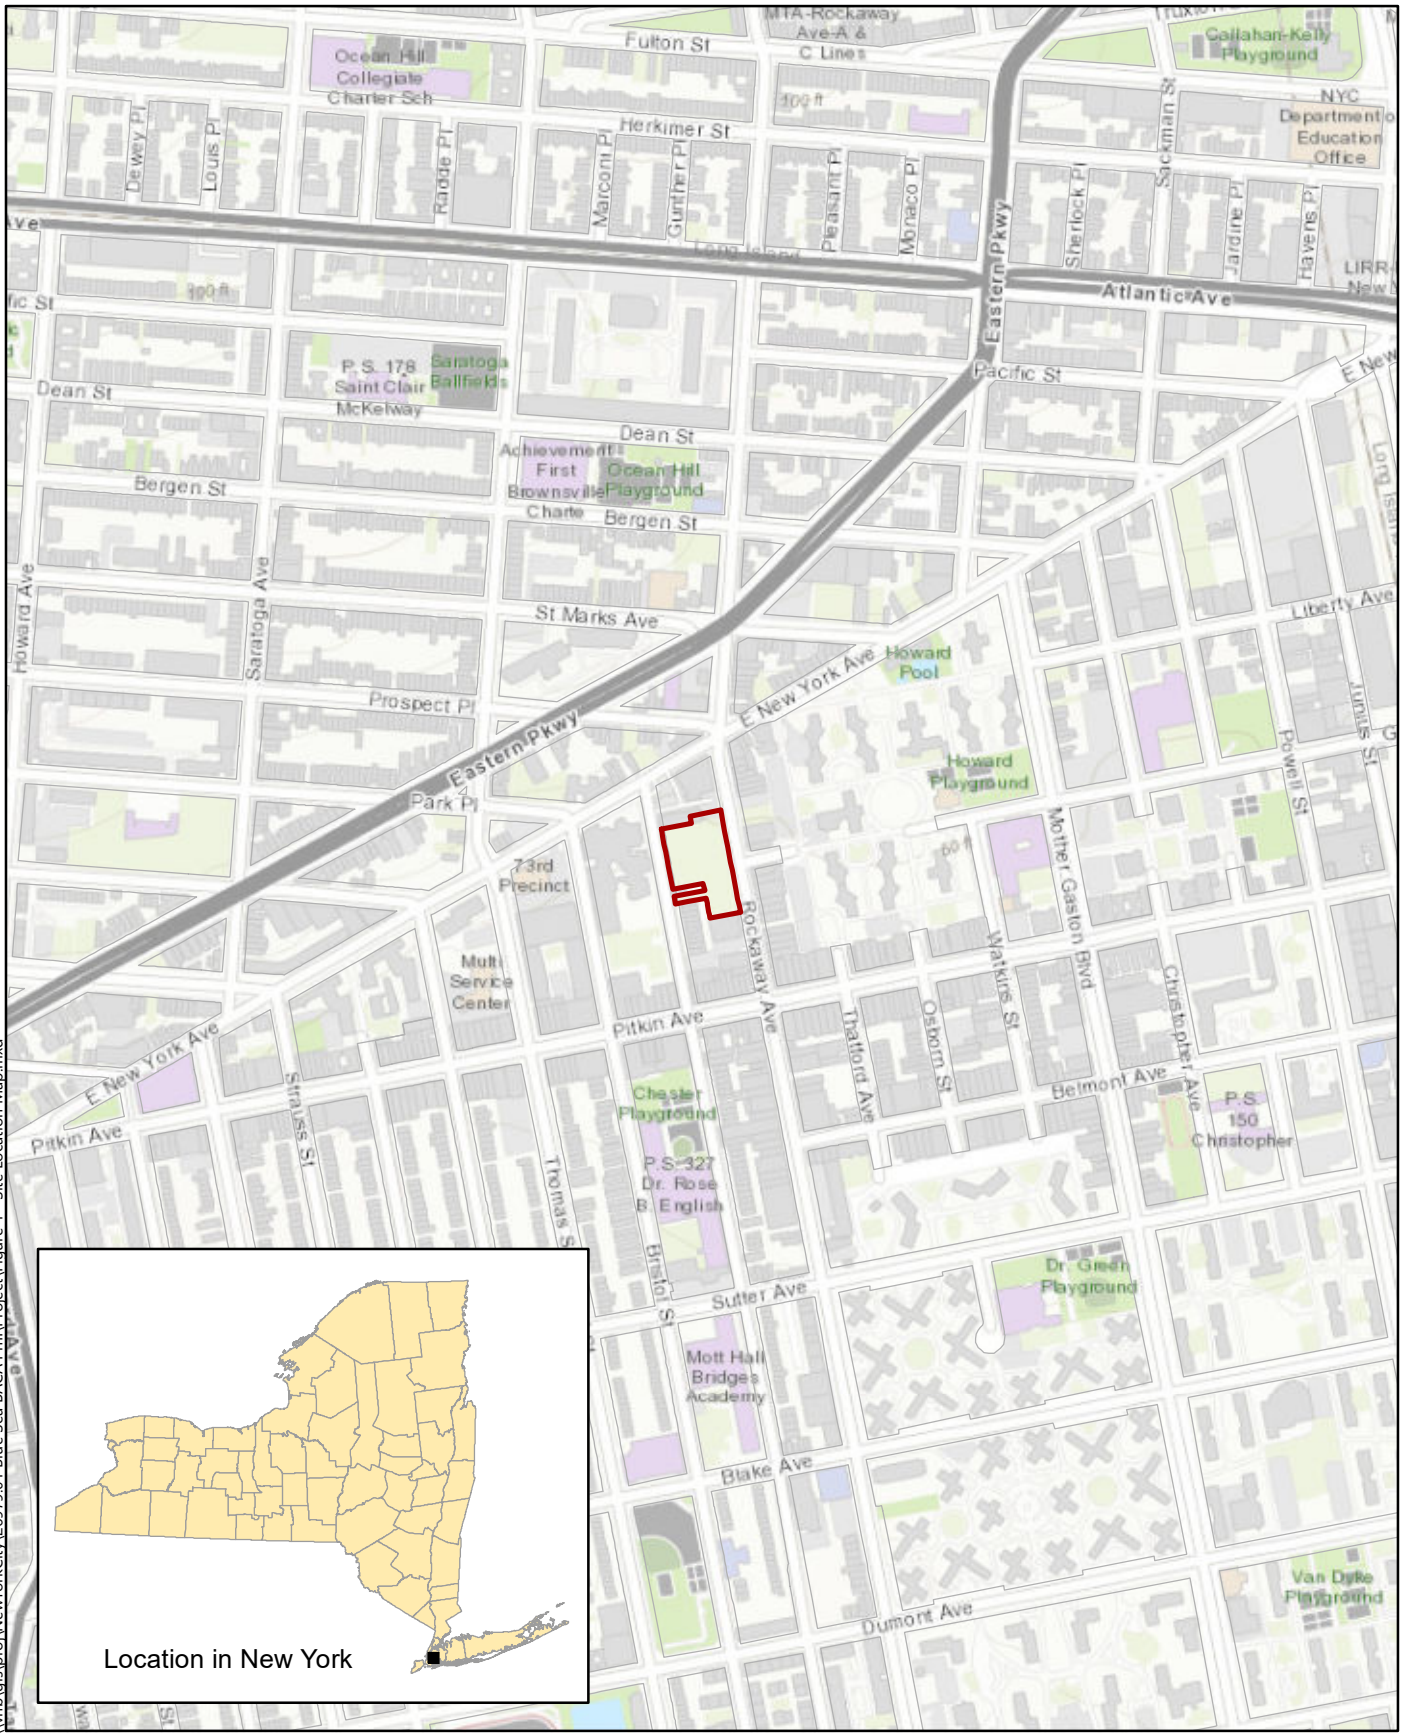 MTA-Rockaway
Ave-A &
C Lines
Fulton St
Callahan-Kelly
Playground
Ocean Hill
Collegiate
Charter Sch
100 ft
NYC
Department o
Education
Office
Herkimer St
Dewey Pl
Louis Pl
Radde Pl
Marconi Pl
Gunther Pl
Pleasant Pl
Monaco Pl
Eastern Pkwy
Sherlock Pl
Sackman St
Jardine Pl
Havens Pl
Ave
Long Island
LIRR-
New
Atlantic Ave
fic St
P.S. 178
Saint Clair
McKelway
Saratoga
Ballfields
Pacific St
E New
Dean St
Dean St
Achievement
First
Brownsville
Charte
Ocean Hill
Playground
Bergen St
Bergen St
Long Islan
Howard Ave
Saratoga Ave
St Marks Ave
Liberty Ave
Howard
Pool
E New York Ave
Prospect Pl
Eastern Pkwy
Junius St
Powell St
G
Howard
Playground
Park Pl
60 ft
73rd
Precinct
Mother Gaston Blvd
Rockaway Ave
Watkins St
Christopher Ave
Multi
Service
Center
Pitkin Ave
Thatford Ave
Osborn St
E New York Ave
Strauss St
Belmont Ave
Chester
Playground
P.S.
150
Christopher
Pitkin Ave
Thomas S
P.S. 327
Dr. Rose
B. English
Bristol St
Dr. Green
Playground
Sutter Ave
Mott Hall
Bridges
Academy
Blake Ave
Van Dyke
Playground
Dumont Ave
Location in New York
St